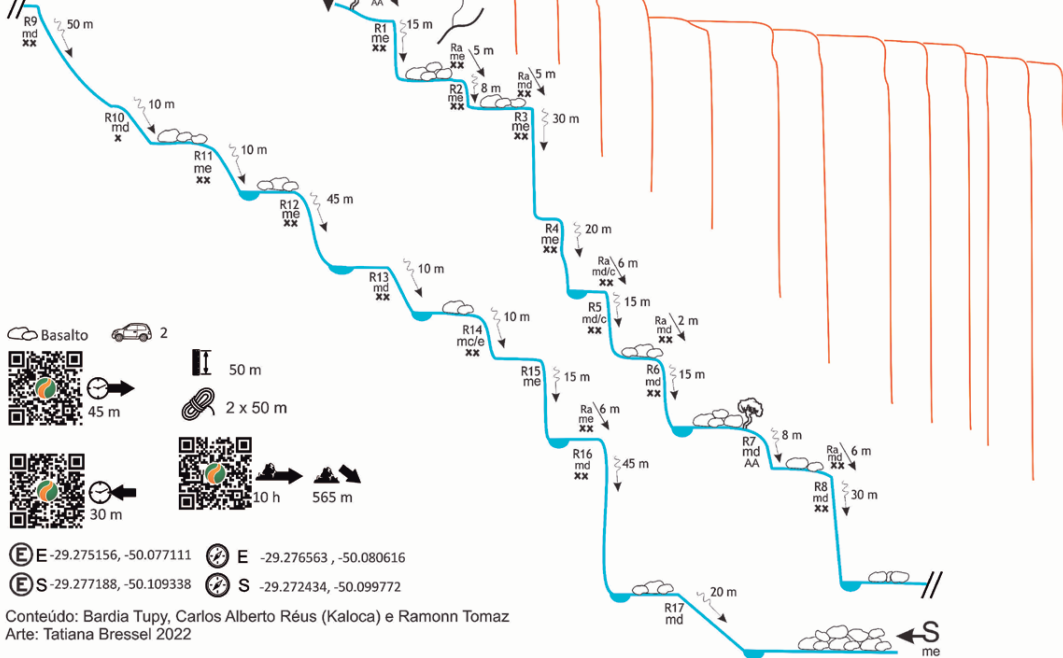 AA
R9
md
xx
50 m
R1
me
xx
15 m
Ra
me
xx
5 m
R2
me
xx
8 m
Ra
md
xx
5 m
R3
me
xx
30 m
R10
md
x
10 m
R11
me
xx
10 m
R12
me
xx
45 m
R4
me
xx
20 m
R13
md
xx
10 m
Ra
md/c
xx
6 m
R5
md/c
xx
15 m
R14
mc/e
xx
10 m
Ra
md
xx
2 m
R6
md
xx
15 m
Basalto
2
R15
me
15 m
50 m
45 m
2 x 50 m
Ra
me
xx
6 m
R16
md
xx
45 m
R7
md
AA
8 m
Ra
md
xx
6 m
R8
md
xx
30 m
30 m
10 h
565 m
E E -29.275156, -50.077111
E -29.276563 , -50.080616
E S -29.277188, -50.109338
S -29.272434, -50.099772
R17
md
20 m
S
me
Conteúdo: Bardia Tupy, Carlos Alberto Réus (Kaloca) e Ramonn Tomaz
Arte: Tatiana Bressel 2022